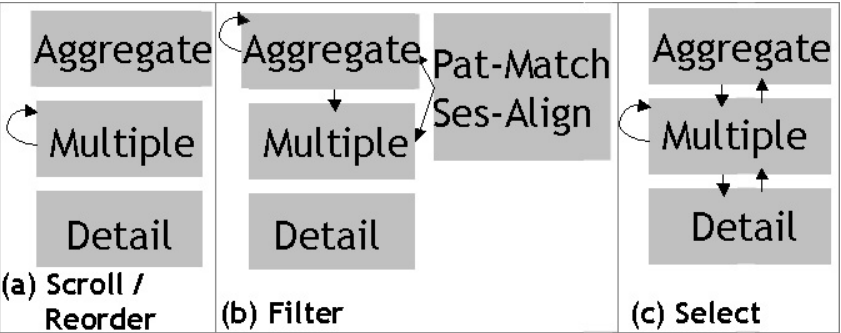 Aggregate
Multiple
Detail
(a) Scroll /
Reorder
Aggregate
Pat-Match
Ses-Align
Multiple
Detail
(b) Filter
Aggregate
Multiple
Detail
(c) Select